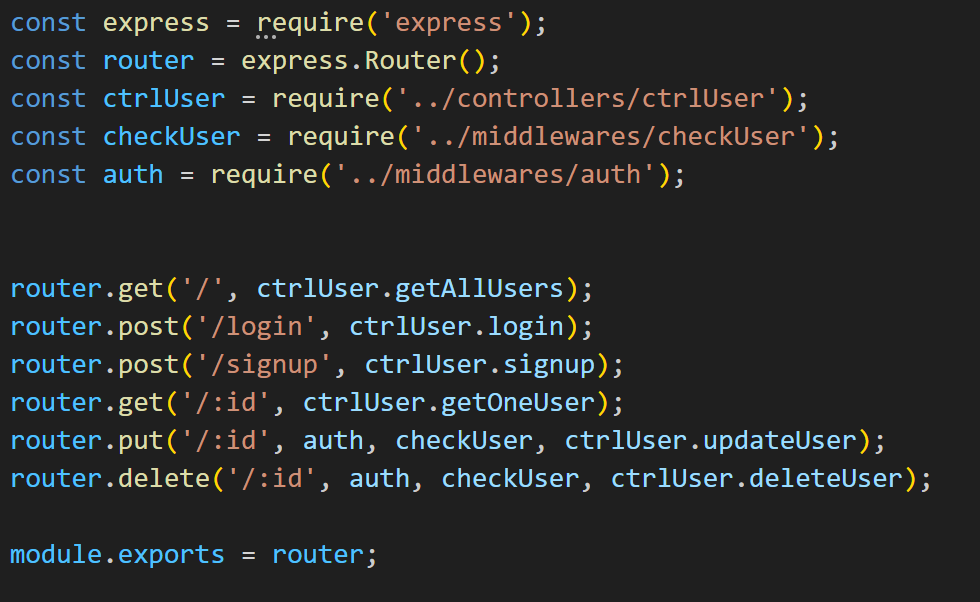 const express = require('express');
const router = express.Router();
const ctrlUser = require('../controllers/ctrlUser');
const checkUser = require('../middlewares/checkUser');
const auth = require('../middlewares/auth');
router.get('/', ctrlUser.getAllUsers);
router.post('/login', ctrlUser.login);
router.post('/signup', ctrlUser.signup);
router.get('/:id', ctrlUser.getOneUser);
router.put('/:id', auth, checkUser, ctrlUser.updateUser);
router.delete('/:id', auth, checkUser, ctrlUser.deleteUser);
module.exports = router;